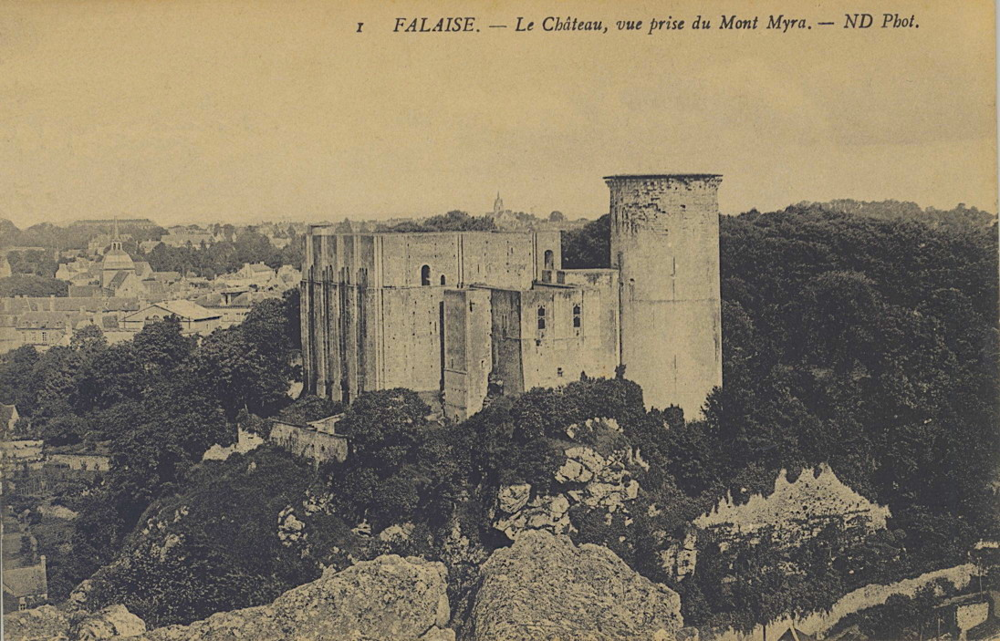 1 FALAISE. — Le Château, vue prise du Mont Myra. — ND Phot.